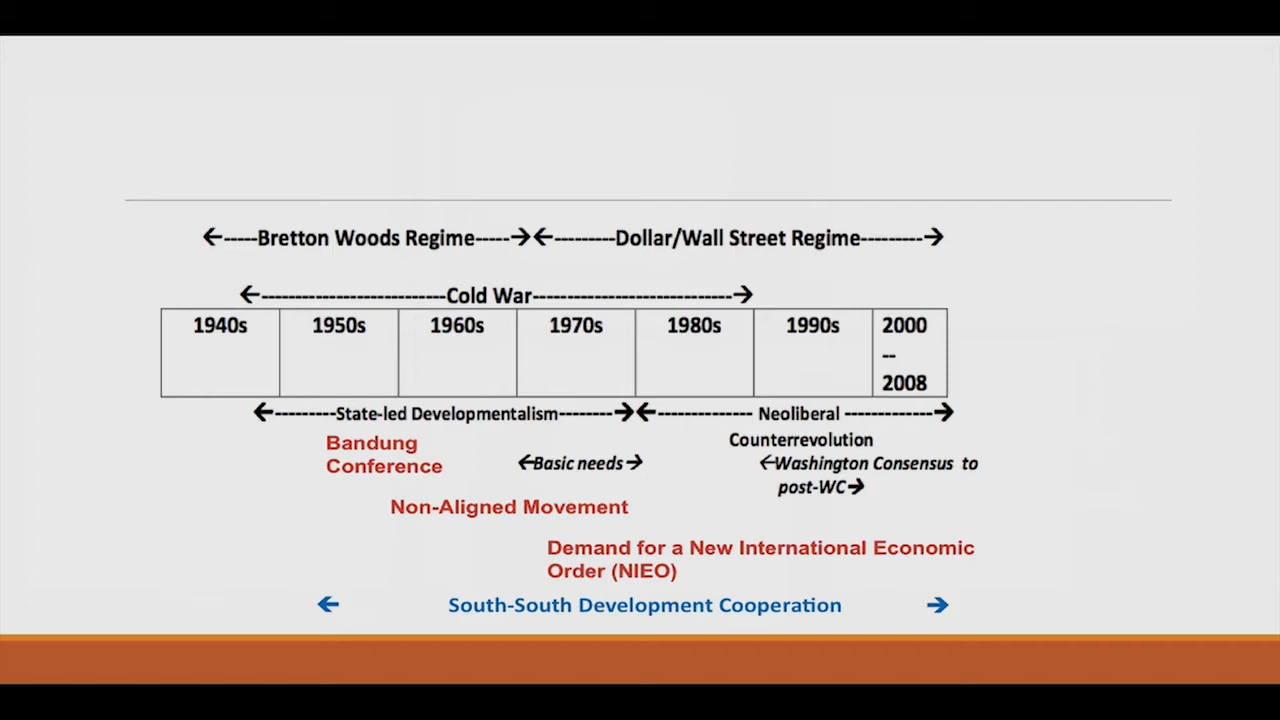 ←-----Bretton Woods Regime-----→←---------Dollar/Wall Street Regime---------→
←---------------------------Cold War-----------------------------→
1940s 1950s 1960s 1970s 1980s 1990s 2000
--
2008
←---------State-led Developmentalism--------→←-------------- Neoliberal -------------→
Bandung Counterrevolution
Conference ←Basic needs→ ←Washington Consensus to
post-WC→
Non-Aligned Movement
Demand for a New International Economic
Order (NIEO)
← South-South Development Cooperation →